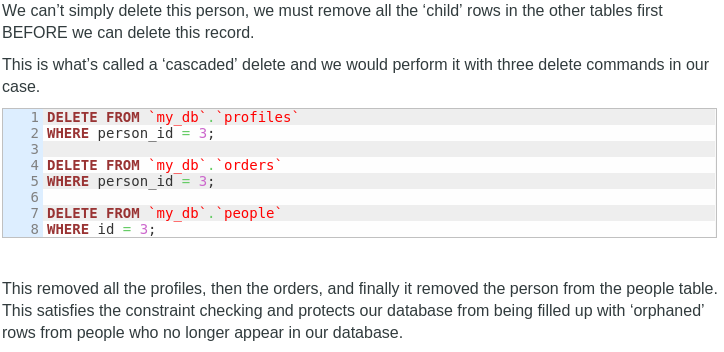 We can’t simply delete this person, we must remove all the ‘child’ rows in the other tables first
BEFORE we can delete this record.
This is what’s called a ‘cascaded’ delete and we would perform it with three delete commands in our
case.
1 DELETE FROM `my_db`.`profiles`
2 WHERE person_id = 3;
3
4 DELETE FROM `my_db`.`orders`
5 WHERE person_id = 3;
6
7 DELETE FROM `my_db`.`people`
8 WHERE id = 3;
This removed all the profiles, then the orders, and finally it removed the person from the people table.
This satisfies the constraint checking and protects our database from being filled up with ‘orphaned’
rows from people who no longer appear in our database.